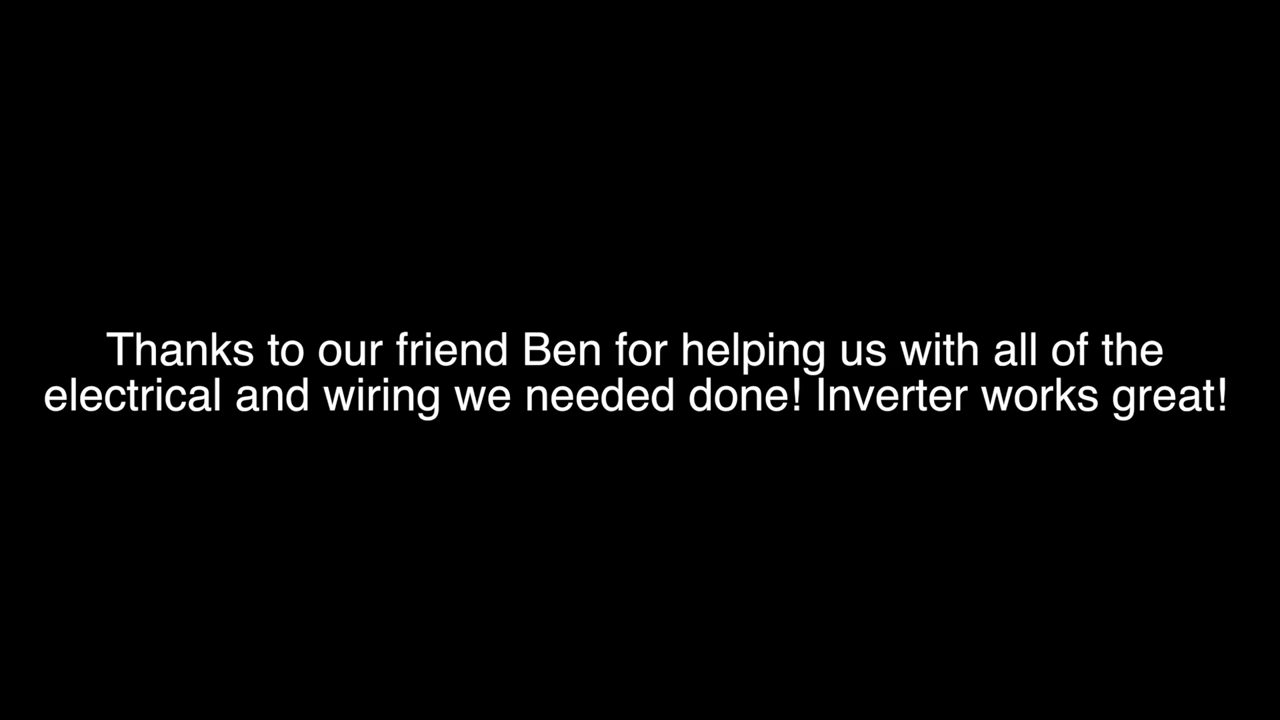 Thanks to our friend Ben for helping us with all of the
electrical and wiring we needed done! Inverter works great!